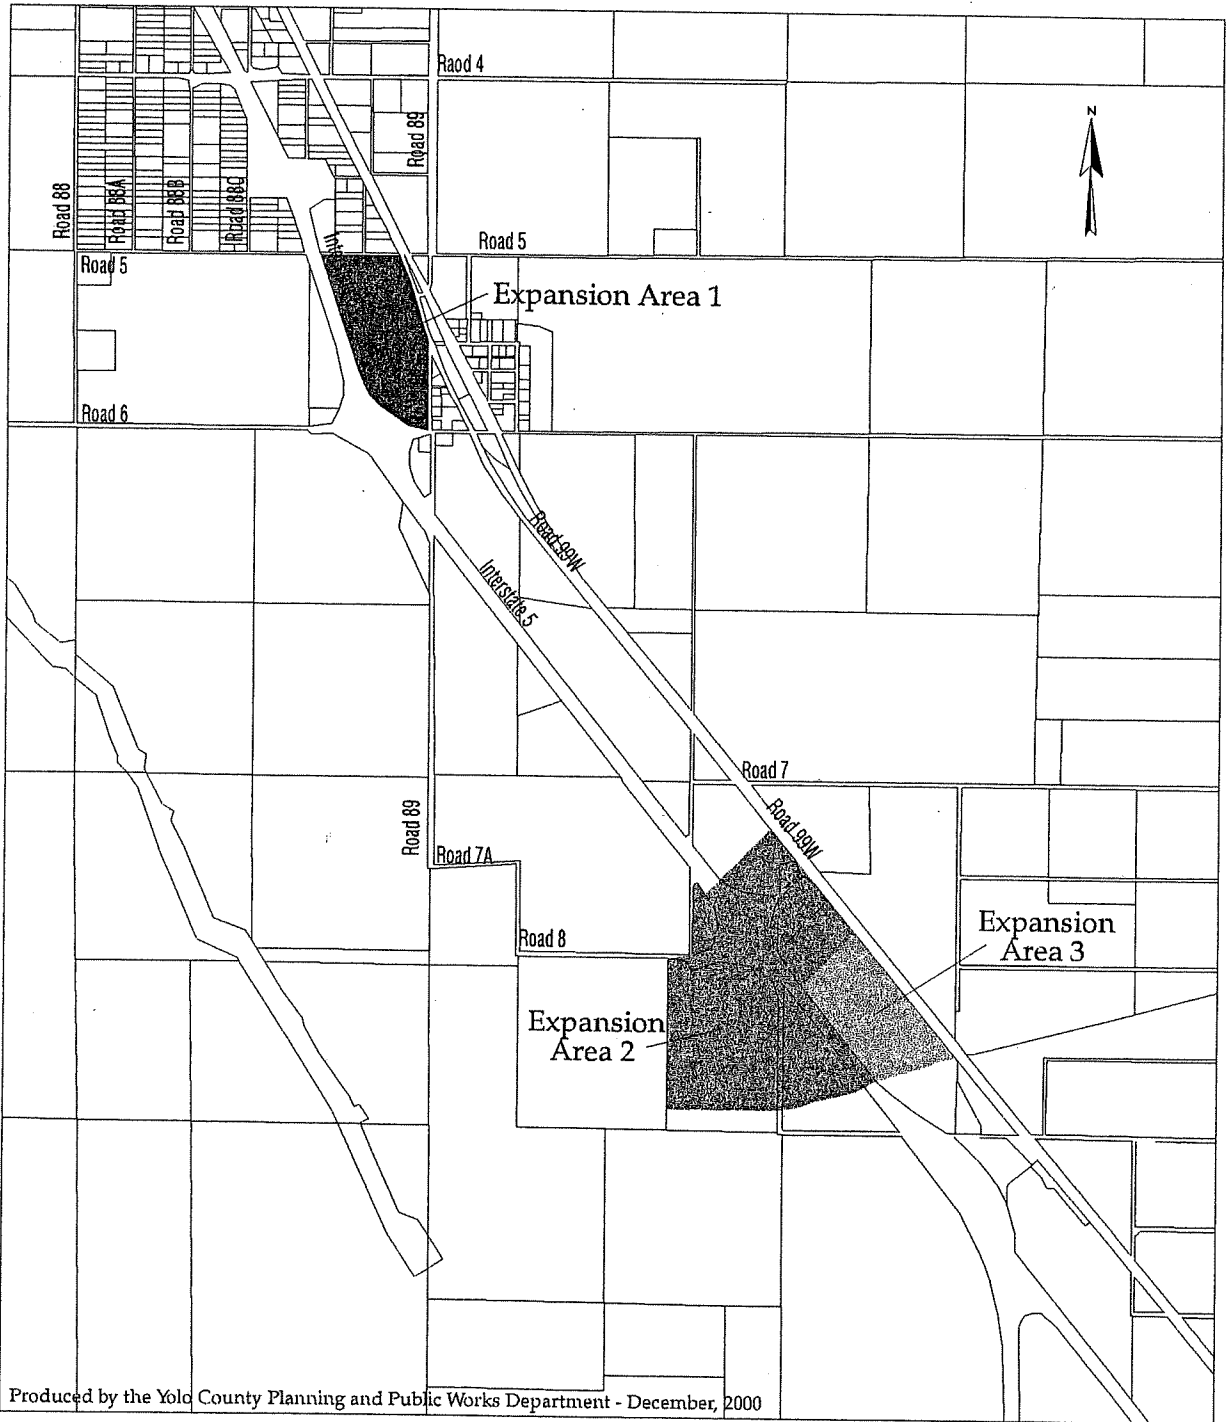 Raod 4
N
Road 89
Road 88
Road 88A
Road 88B
Road 88C
Inte
Road 5
Road 5
Expansion Area 1
Road 6
Road 99W
Interstate 5
Road 7
Road 99W
Road 89
Road 7A
Road 8
Expansion
Area 3
Expansion
Area 2
Produced by the Yolo County Planning and Public Works Department - December, 2000